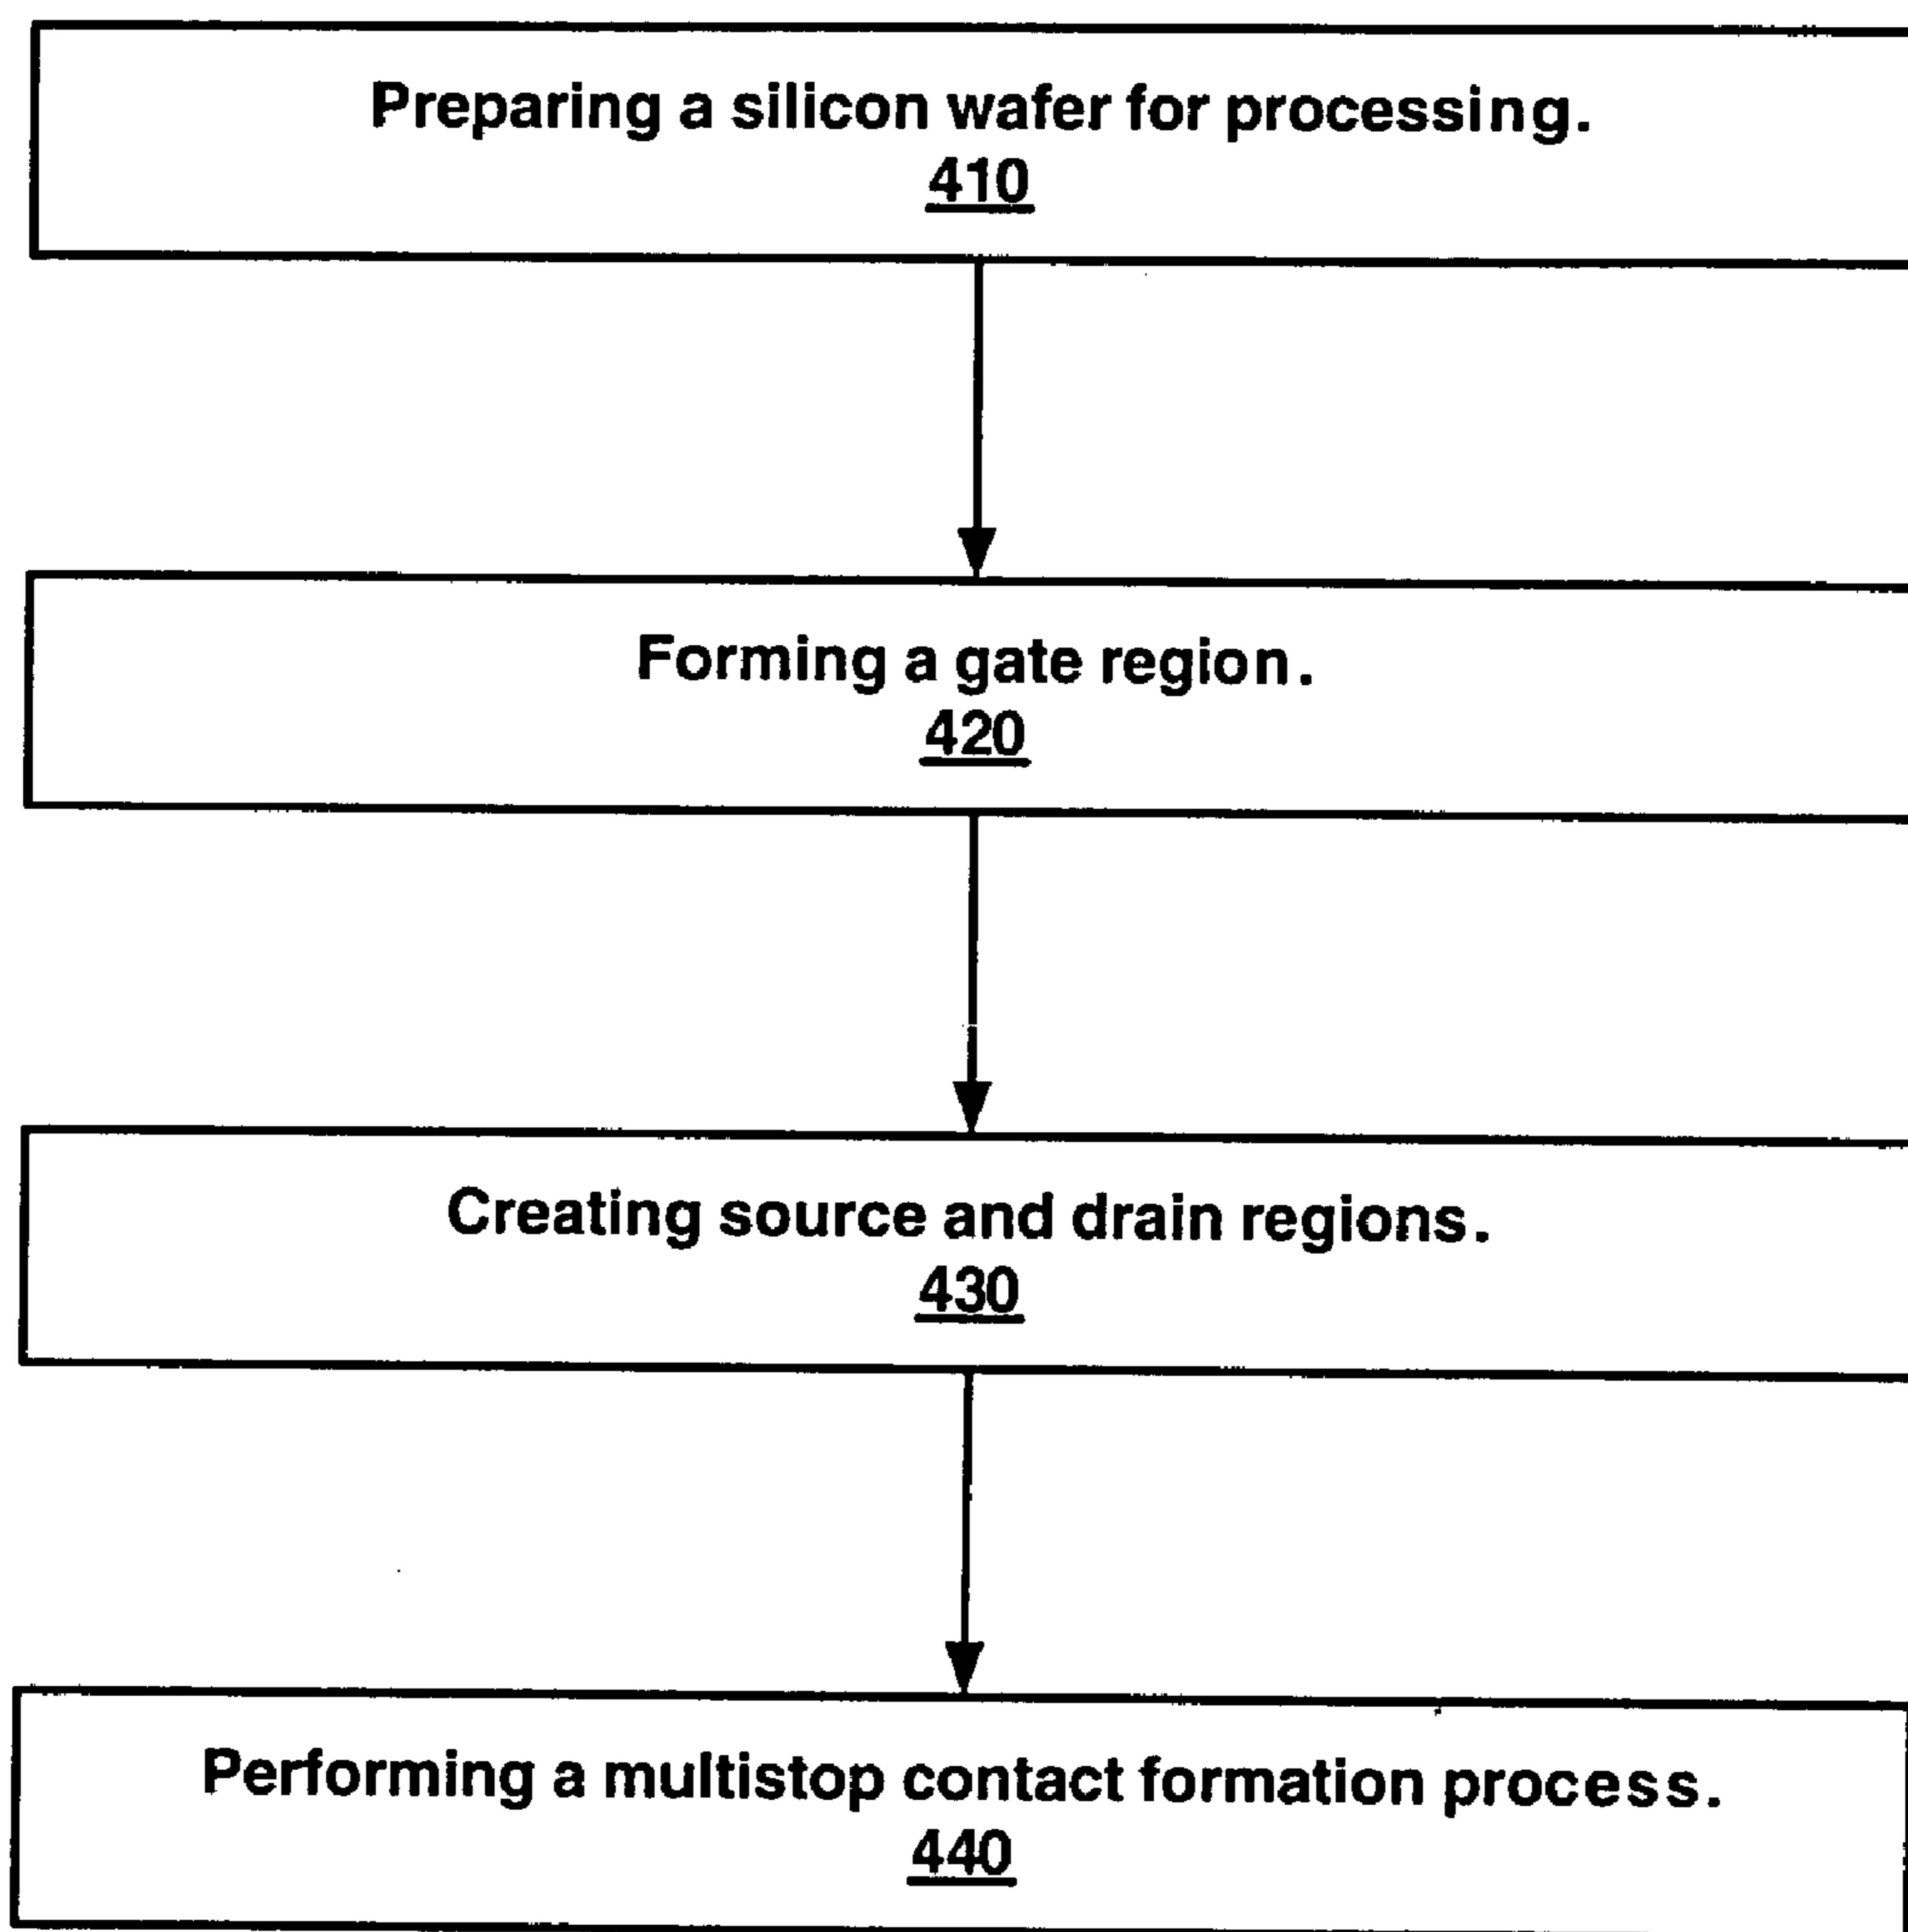 Preparing a silicon wafer for processing.
410
Forming a gate region.
420
Creating source and drain regions.
430
Performing a multistop contact formation process.
440